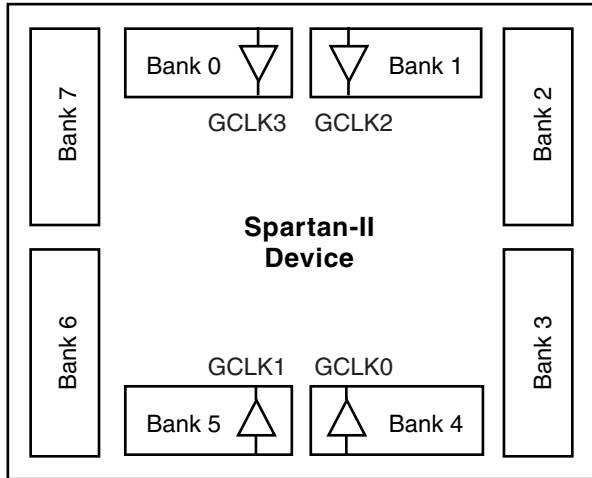 Bank 0
Bank 1
GCLK3
GCLK2
Bank 7
Bank 2
Spartan-II
Device
Bank 6
Bank 3
GCLK1
GCLK0
Bank 5
Bank 4